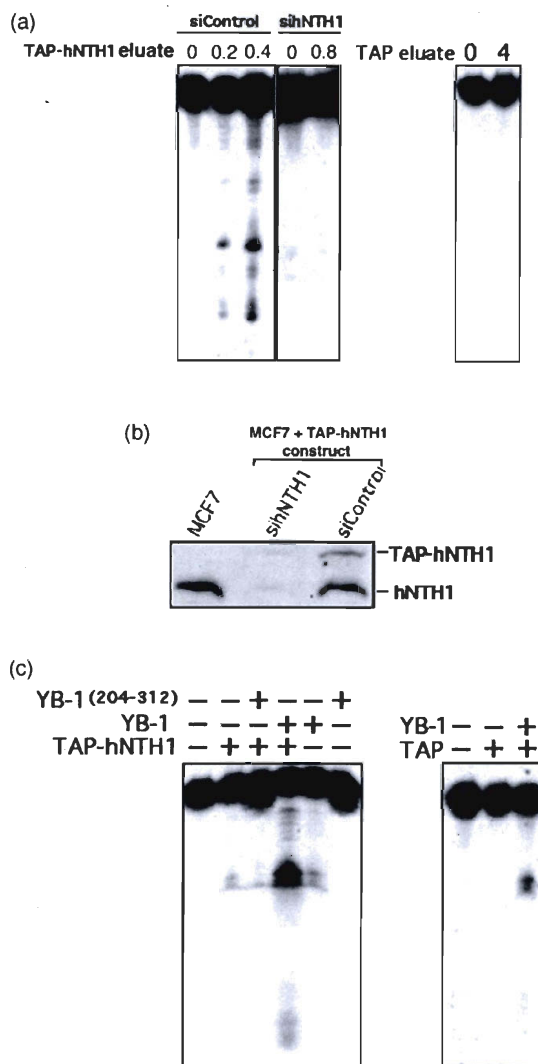 (a)
siControl sihNTH1
TAP-hNTH1 eluate 0 0.2 0.4 0 0.8 TAP eluate 0 4
(b)
MCF7 + TAP-hNTH1
construct
MCF7 sihNTH1 siControl
–TAP-hNTH1
–hNTH1
(c)
YB-1 (204-312) – – + – – +
YB-1 – – – + + – YB-1 – – +
TAP-hNTH1 – + + + – – TAP – + +